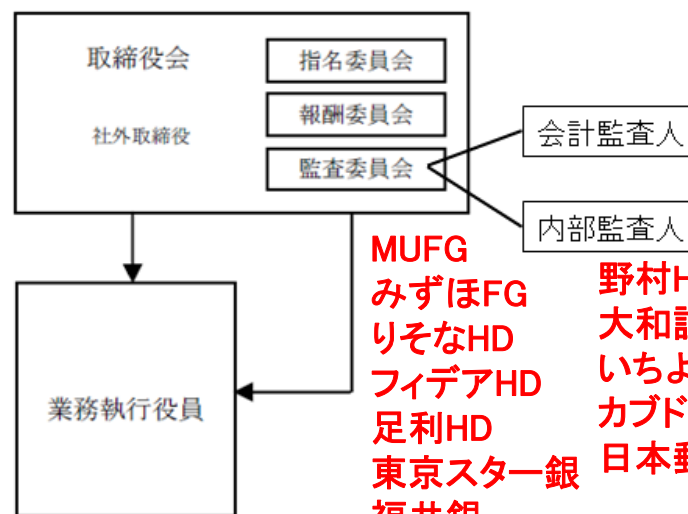 取締役会
社外取締役
指名委員会
報酬委員会
監査委員会
会計監査人
内部監査人
業務執行役員
MUFG
みずほFG
りそなHD
フィデアHD
足利HD
東京スター銀
野村H
大和
いちよ
カブド
日本郵